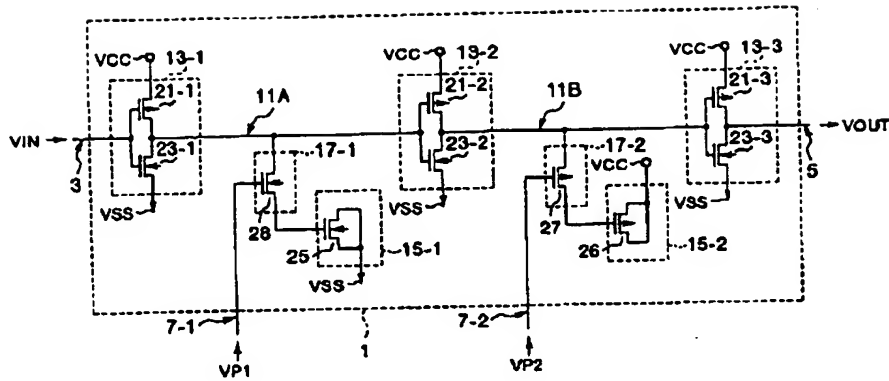 VCC 13-1
21-1
11A
VIN
3
23-1
VSS
17-1
28
25
15-1
VSS
7-1
VP1
1
VCC 13-2
21-2
11B
23-2
VSS
17-2
VCC
27
26
15-2
7-2
VP2
VCC 13-3
21-3
VOUT
5
23-3
VSS